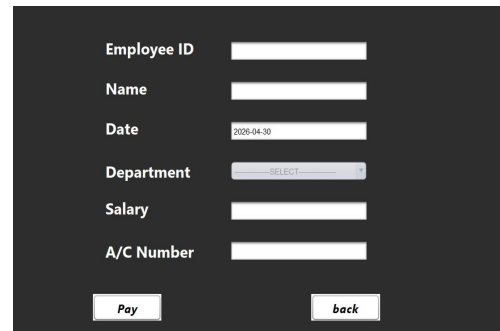 Employee ID
Name
Date 2026-04-30
Department ------------SELECT------------
Salary
A/C Number
Pay back